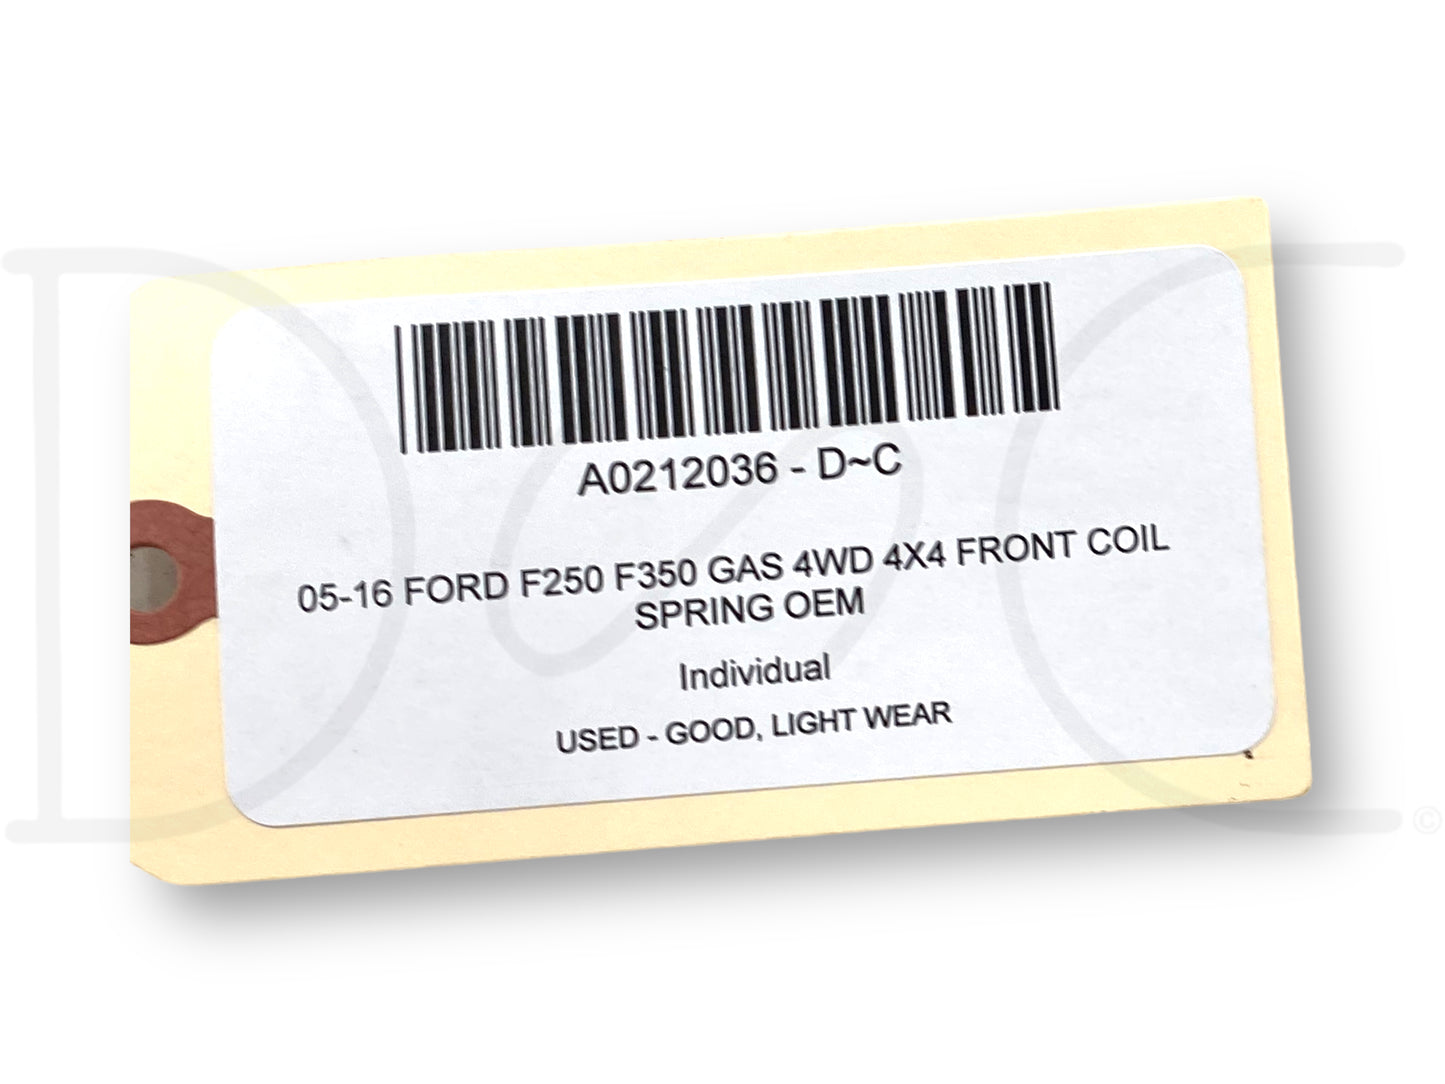 A0212036 - D~C
05-16 FORD F250 F350 GAS 4WD 4X4 FRONT COIL
SPRING OEM
Individual
USED - GOOD, LIGHT WEAR
D~C
©